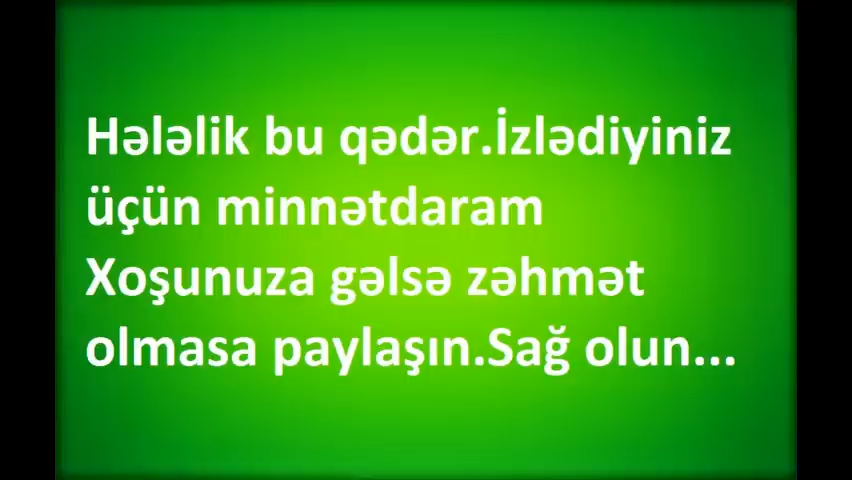 Hələlik bu qədər.İzlədiyiniz
üçün minnətdaram
Xoşunuza gəlsə zəhmət
olmasa paylaşın.Sağ olun...